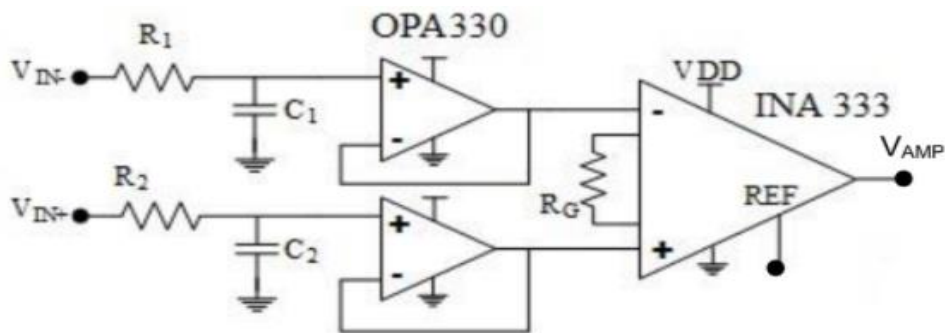 R1
OPA330
VIN-
+
-
C1
VDD
INA 333
-
RG
VAMP
REF
+
R2
VIN+
+
-
C2